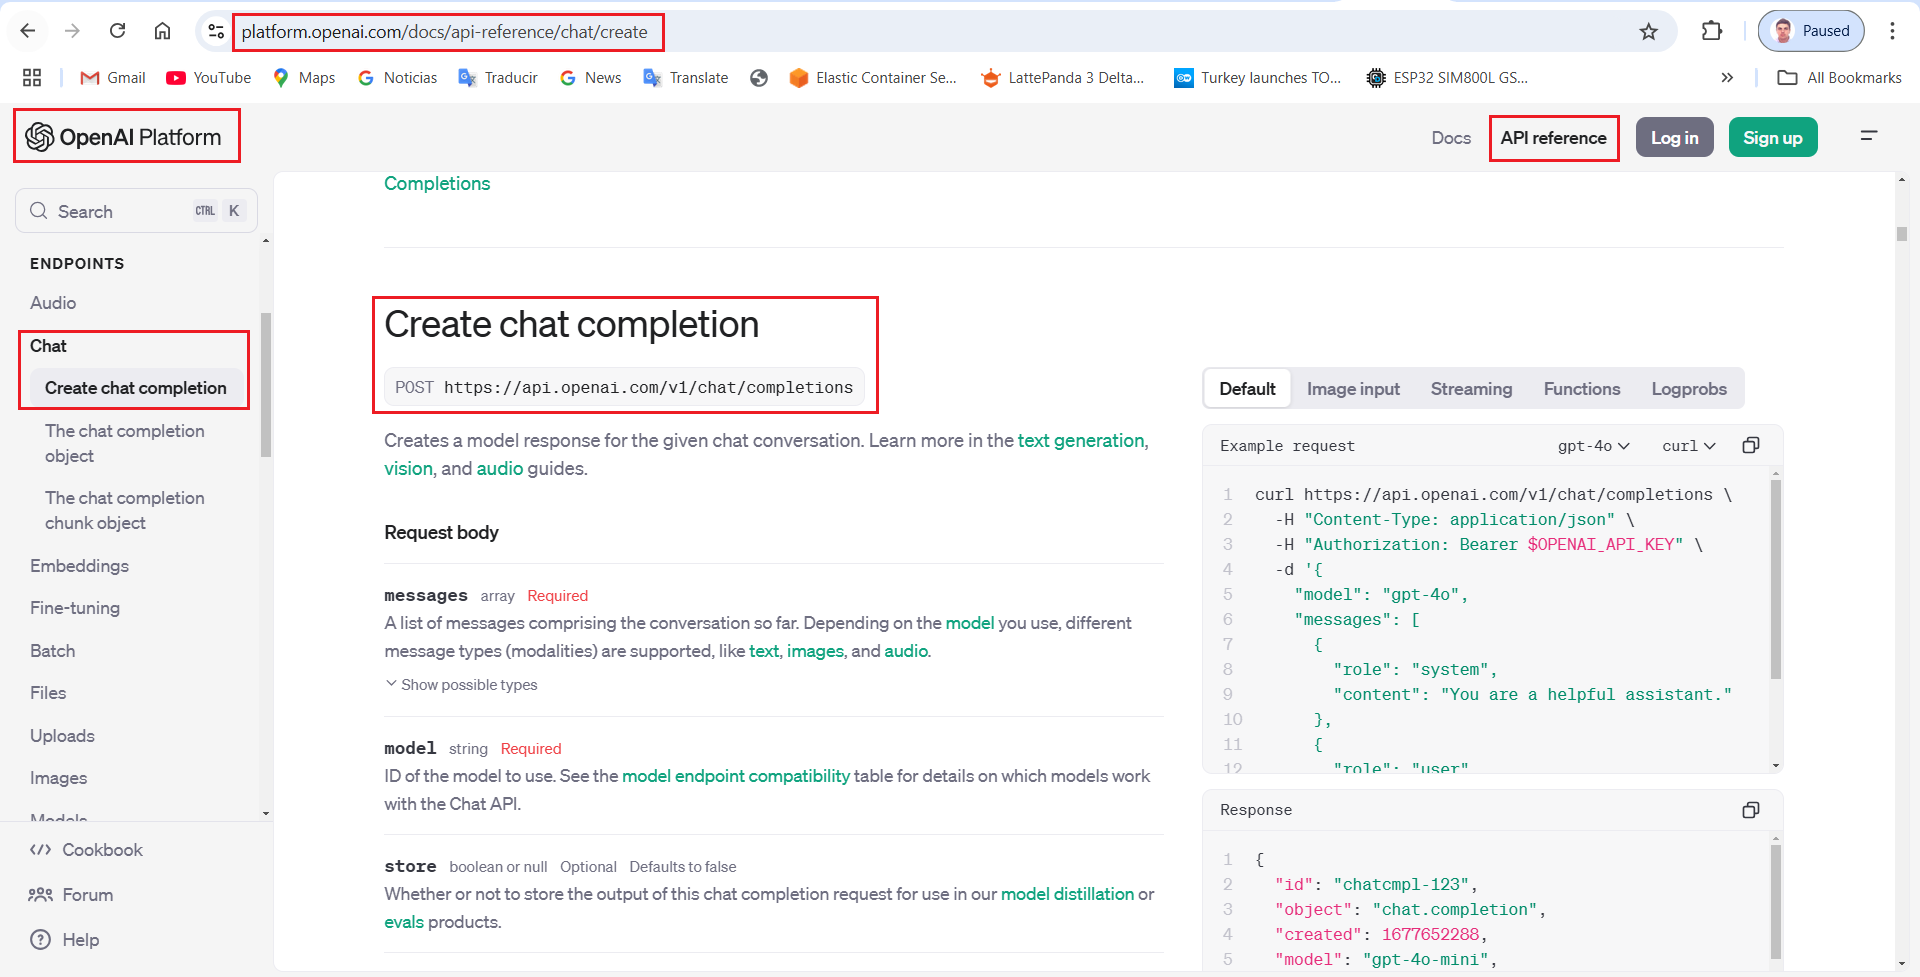 platform.openai.com/docs/api-reference/chat/create
Paused
Gmail YouTube Maps Noticias Traducir News Translate Elastic Container Se... LattePanda 3 Delta... Turkey launches TO... ESP32 SIM800L GS... » All Bookmarks
OpenAI Platform
Docs API reference Log in Sign up
Search CTRL K
ENDPOINTS
Audio
Chat
Create chat completion
The chat completion
object
The chat completion
chunk object
Embeddings
Fine-tuning
Batch
Files
Uploads
Images
Models
Cookbook
Forum
Help
Completions
Create chat completion
POST https://api.openai.com/v1/chat/completions
Creates a model response for the given chat conversation. Learn more in the text generation,
vision, and audio guides.
Request body
messages array Required
A list of messages comprising the conversation so far. Depending on the model you use, different
message types (modalities) are supported, like text, images, and audio.
Show possible types
model string Required
ID of the model to use. See the model endpoint compatibility table for details on which models work
with the Chat API.
store boolean or null Optional Defaults to false
Whether or not to store the output of this chat completion request for use in our model distillation or
evals products.
Default Image input Streaming Functions Logprobs
Example request gpt-4o curl
1 curl https://api.openai.com/v1/chat/completions \
2 -H "Content-Type: application/json" \
3 -H "Authorization: Bearer $OPENAI_API_KEY" \
4 -d '{
5 "model": "gpt-4o",
6 "messages": [
7 {
8 "role": "system",
9 "content": "You are a helpful assistant."
10 },
11 {
12 "role": "user"
Response
1 {
2 "id": "chatcmpl-123",
3 "object": "chat.completion",
4 "created": 1677652288,
5 "model": "gpt-4o-mini",